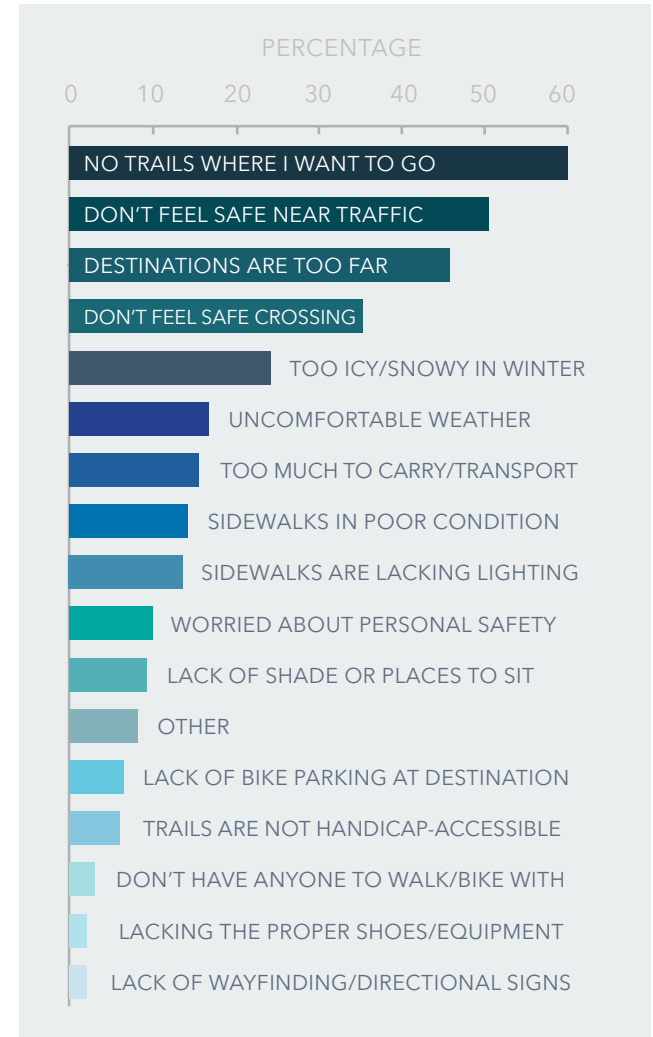 PERCENTAGE
0 10 20 30 40 50 60
NO TRAILS WHERE I WANT TO GO
DON'T FEEL SAFE NEAR TRAFFIC
DESTINATIONS ARE TOO FAR
DON'T FEEL SAFE CROSSING
TOO ICY/SNOWY IN WINTER
UNCOMFORTABLE WEATHER
TOO MUCH TO CARRY/TRANSPORT
SIDEWALKS IN POOR CONDITION
SIDEWALKS ARE LACKING LIGHTING
WORRIED ABOUT PERSONAL SAFETY
LACK OF SHADE OR PLACES TO SIT
OTHER
LACK OF BIKE PARKING AT DESTINATION
TRAILS ARE NOT HANDICAP-ACCESSIBLE
DON'T HAVE ANYONE TO WALK/BIKE WITH
LACKING THE PROPER SHOES/EQUIPMENT
LACK OF WAYFINDING/DIRECTIONAL SIGNS